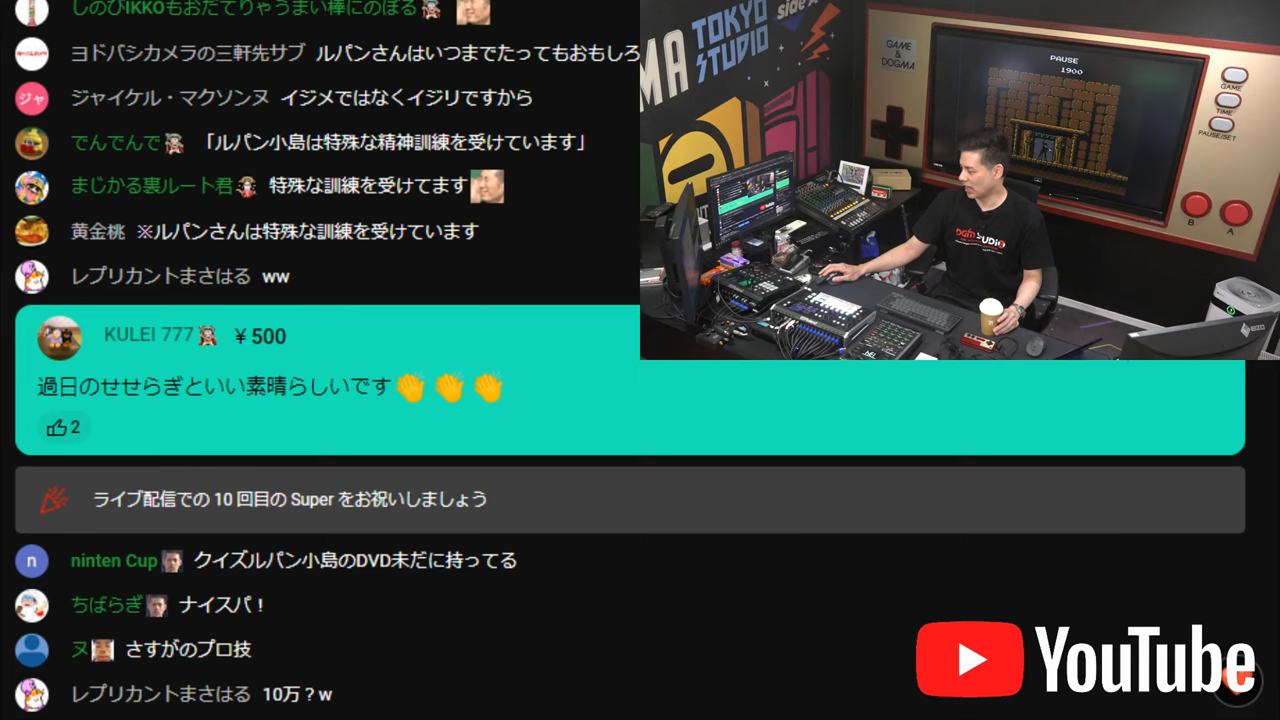 しのびIKKOもおだてりゃうまい棒にのぼる
ヨドバシカメラの三軒先サブ ルパンさんはいつまでたってもおもしろ
ジャ ジャイケル・マクソンヌ イジメではなくイジリですから
でんでんで 「ルパン小島は特殊な精神訓練を受けています」
まじかる裏ルート君 特殊な訓練を受けてます
黄金桃 ※ルパンさんは特殊な訓練を受けています
レプリカントまさはる ww
KULEI 777 ￥500
過日のせせらぎといい素晴らしいです👏👏👏
2
ライブ配信での 10 回目の Super をお祝いしましょう
n ninten Cup クイズルパン小島のDVD未だに持ってる
ちばらぎ ナイスパ！
ヌ さすがのプロ技
レプリカントまさはる 10万？w
MA
TOKYO
STUDIO
side A
GAME
&
DOGMA
PAUSE
1900
GAME
TIME
PAUSE/SET
B
A
YouTube